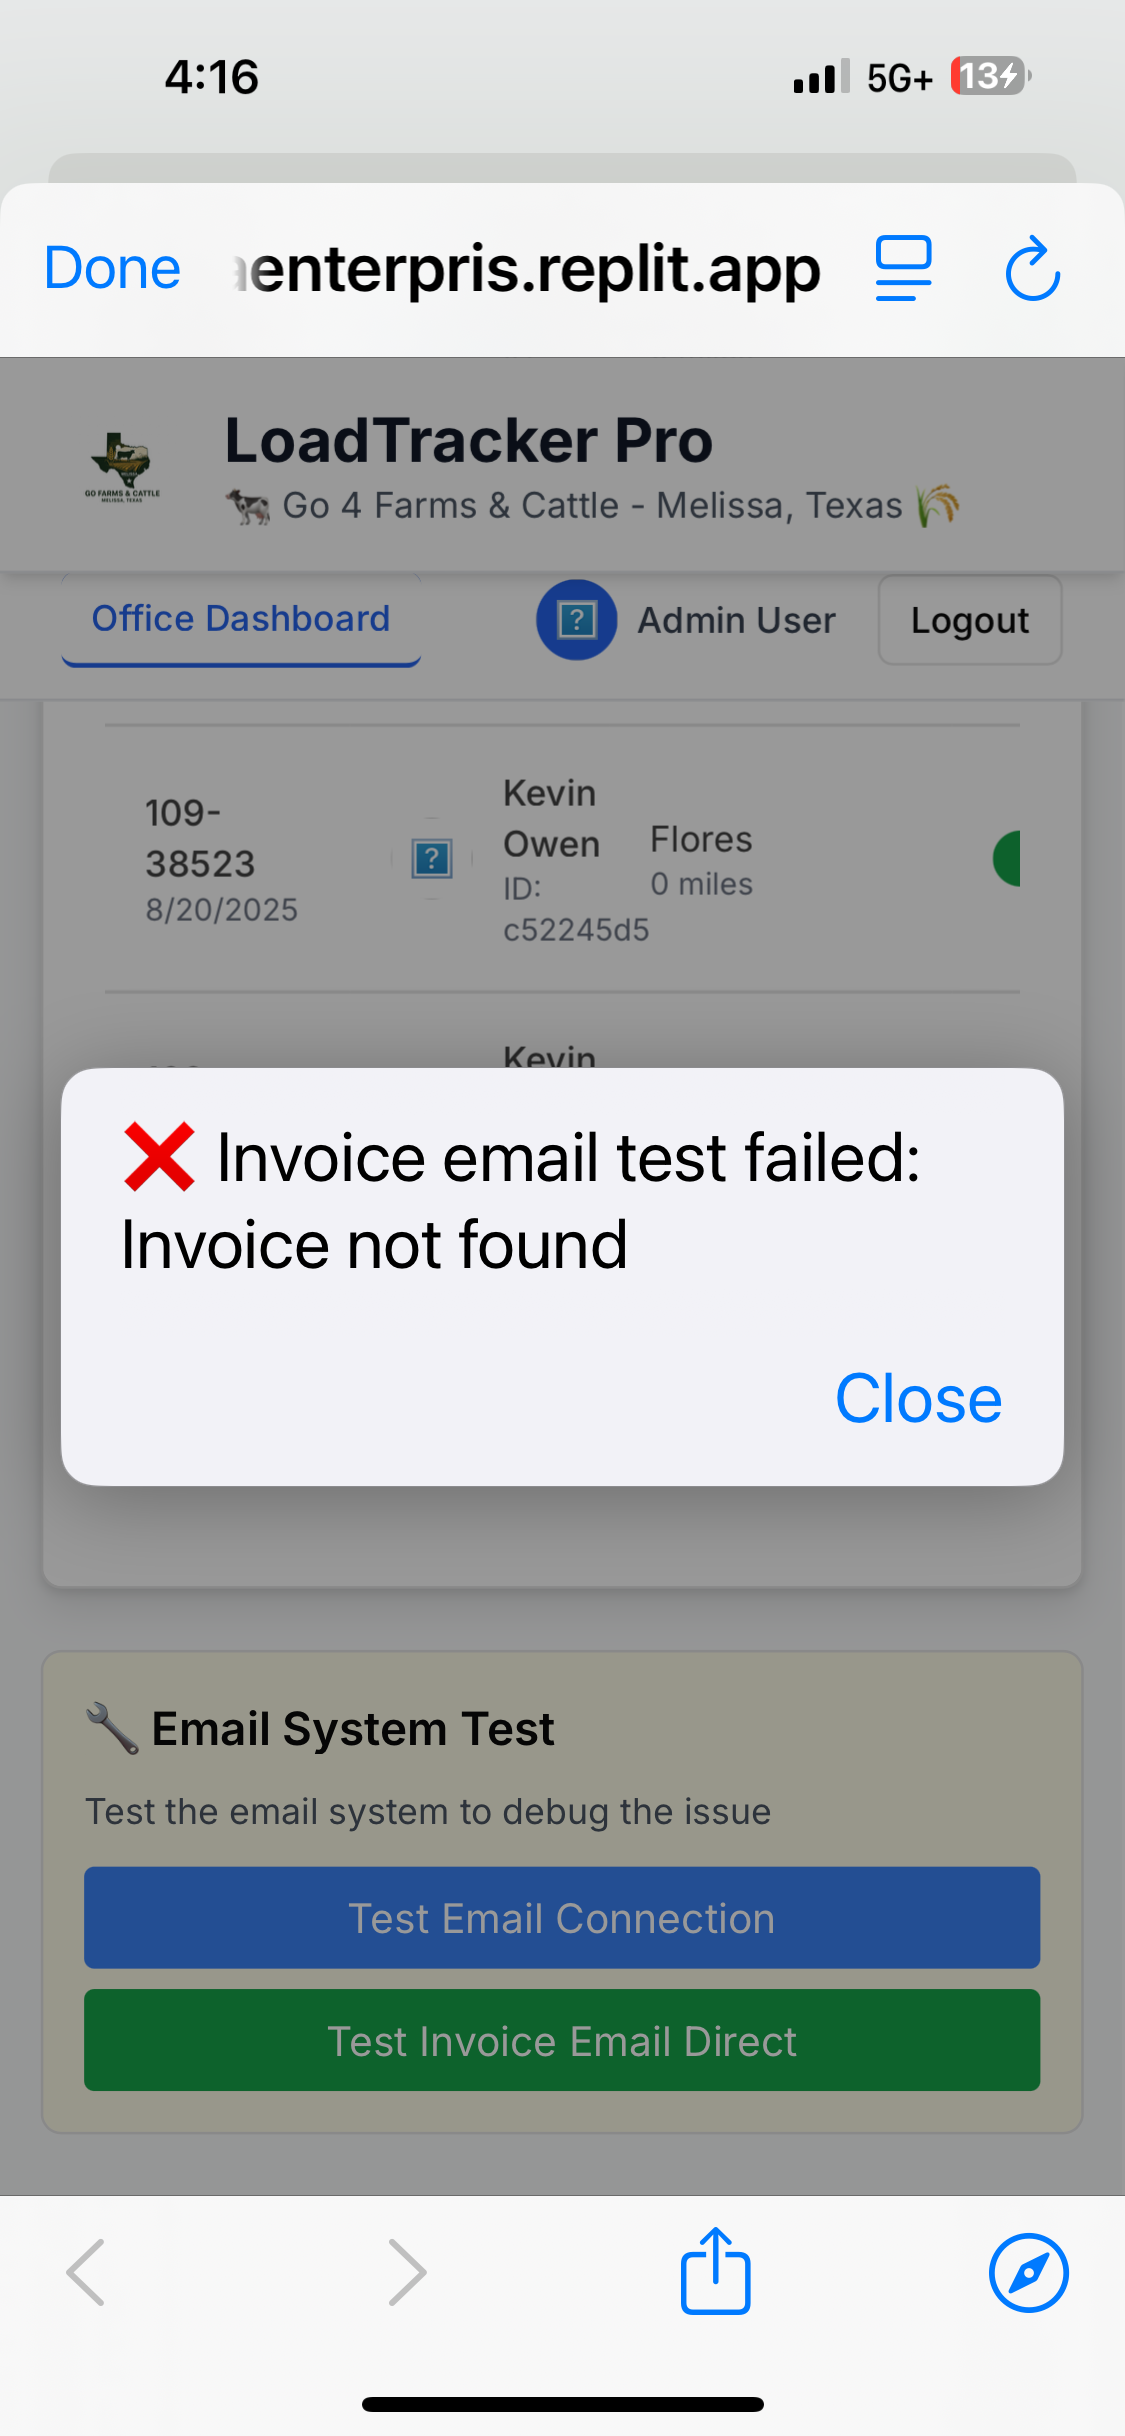 4:16
5G+
13
Done
enterpris.replit.app
LoadTracker Pro
GO FARMS & CATTLE
MELISSA, TEXAS
Go 4 Farms & Cattle - Melissa, Texas
Office Dashboard
Admin User
Logout
109-
38523
8/20/2025
Kevin
Owen
ID:
c52245d5
Flores
0 miles
Kevin
❌ Invoice email test failed:
Invoice not found
Close
Email System Test
Test the email system to debug the issue
Test Email Connection
Test Invoice Email Direct